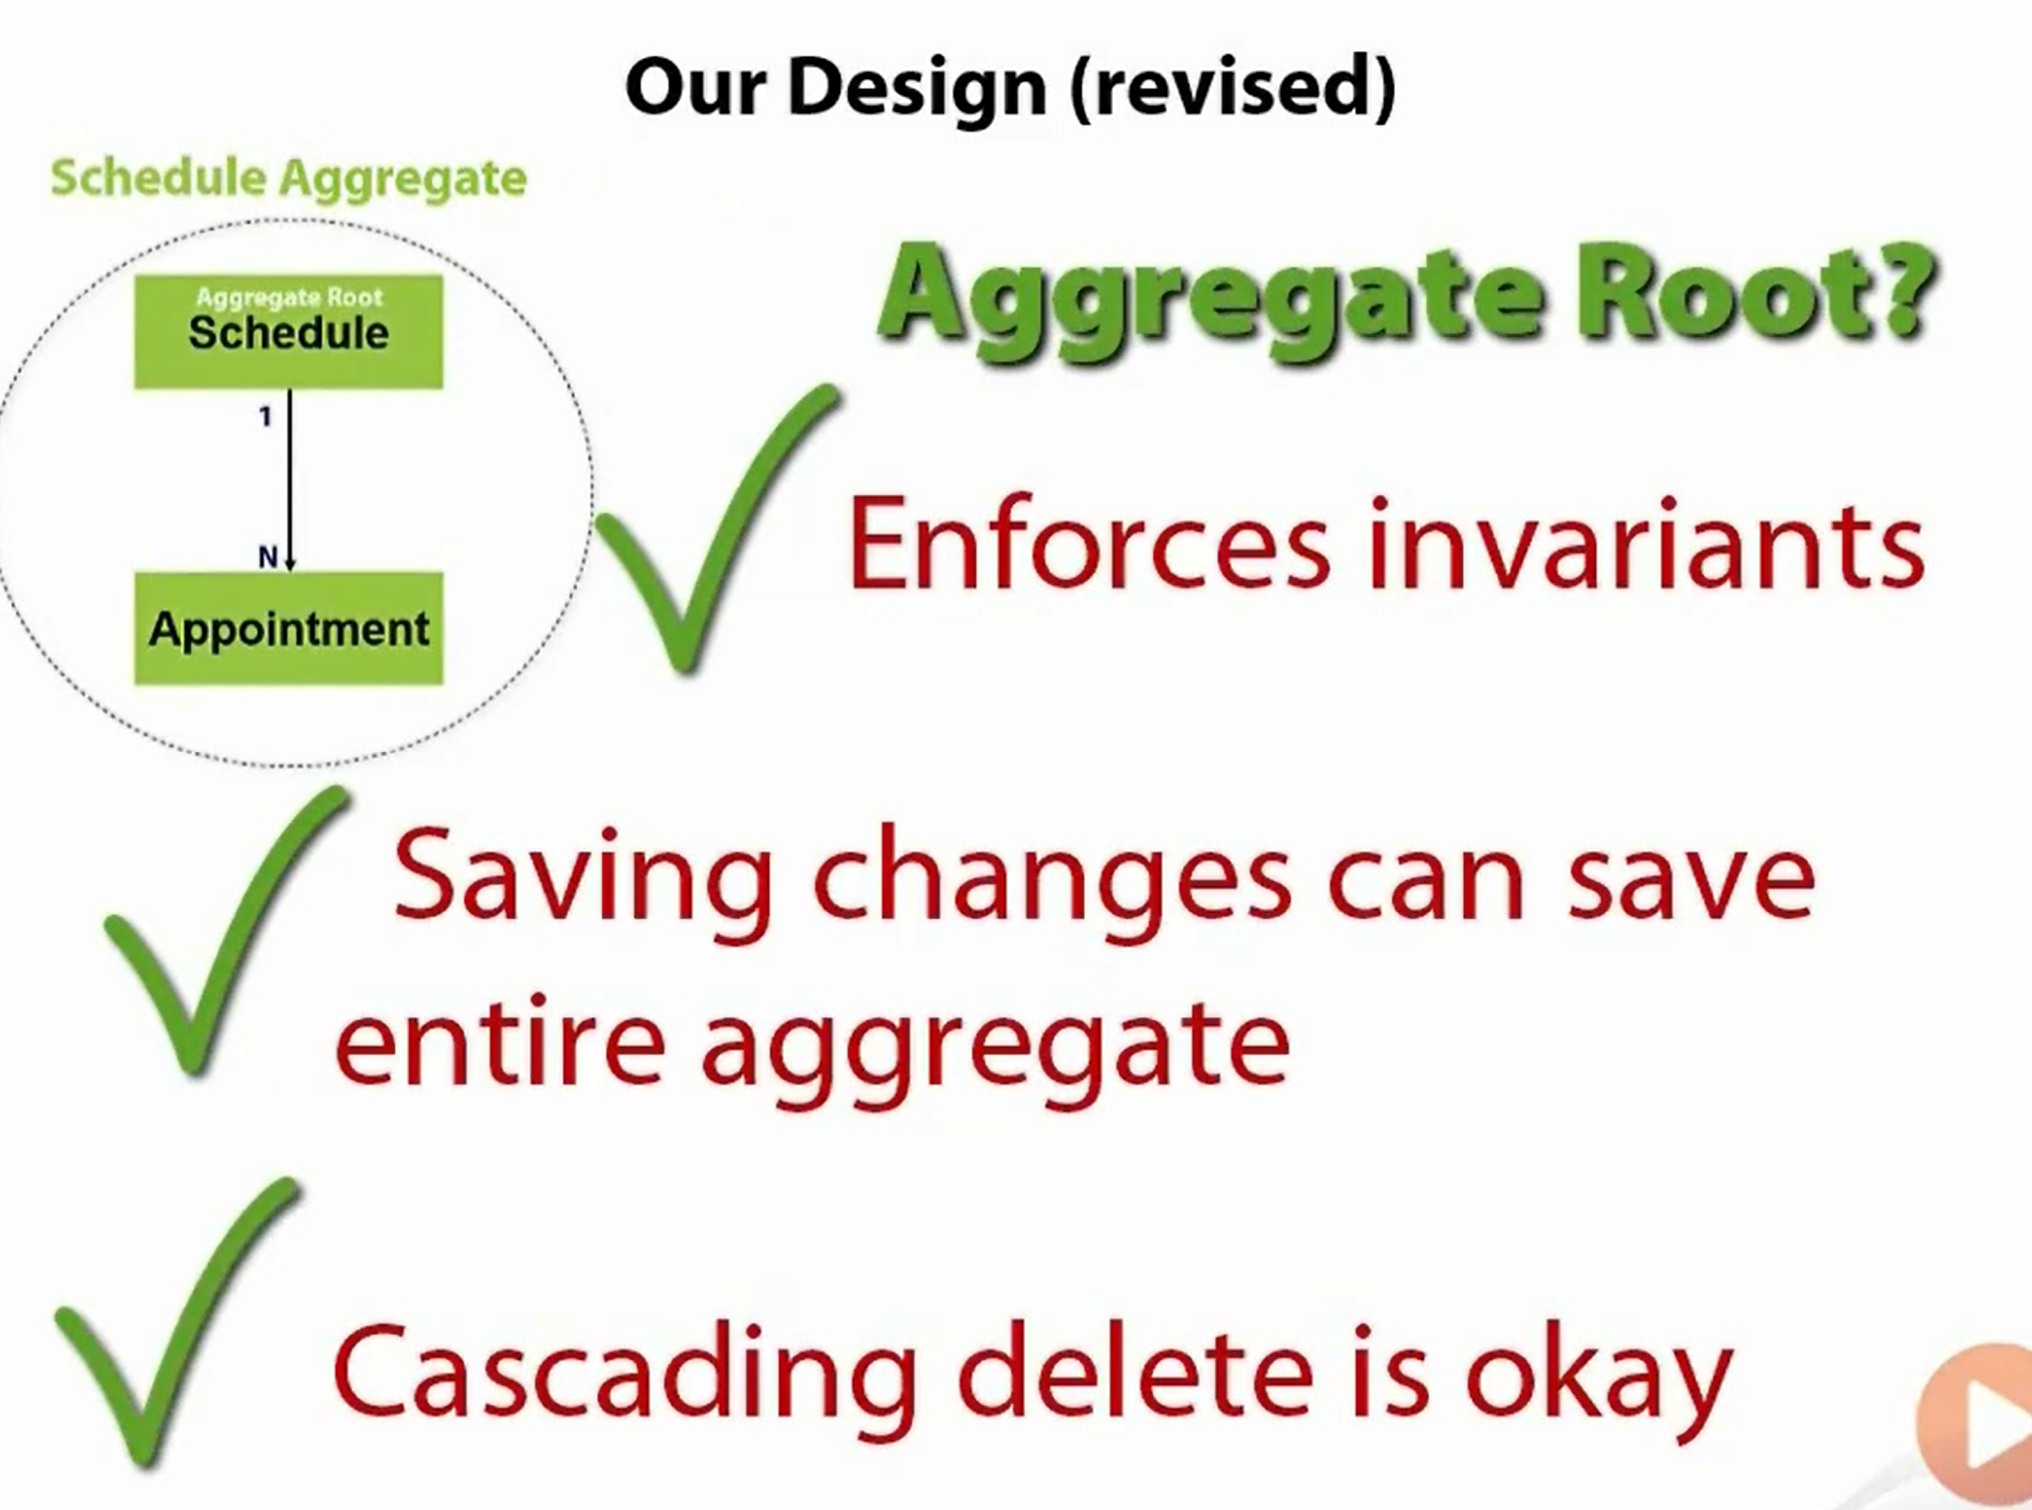 Our Design (revised)
Schedule Aggregate
Aggregate Root
Schedule
1
N
Appointment
Aggregate Root?
Enforces invariants
Saving changes can save
entire aggregate
Cascading delete is okay